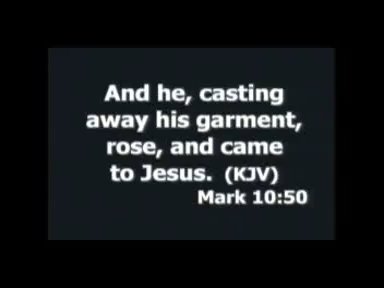 And he, casting
away his garment,
rose, and came
to Jesus. (KJV)
Mark 10:50